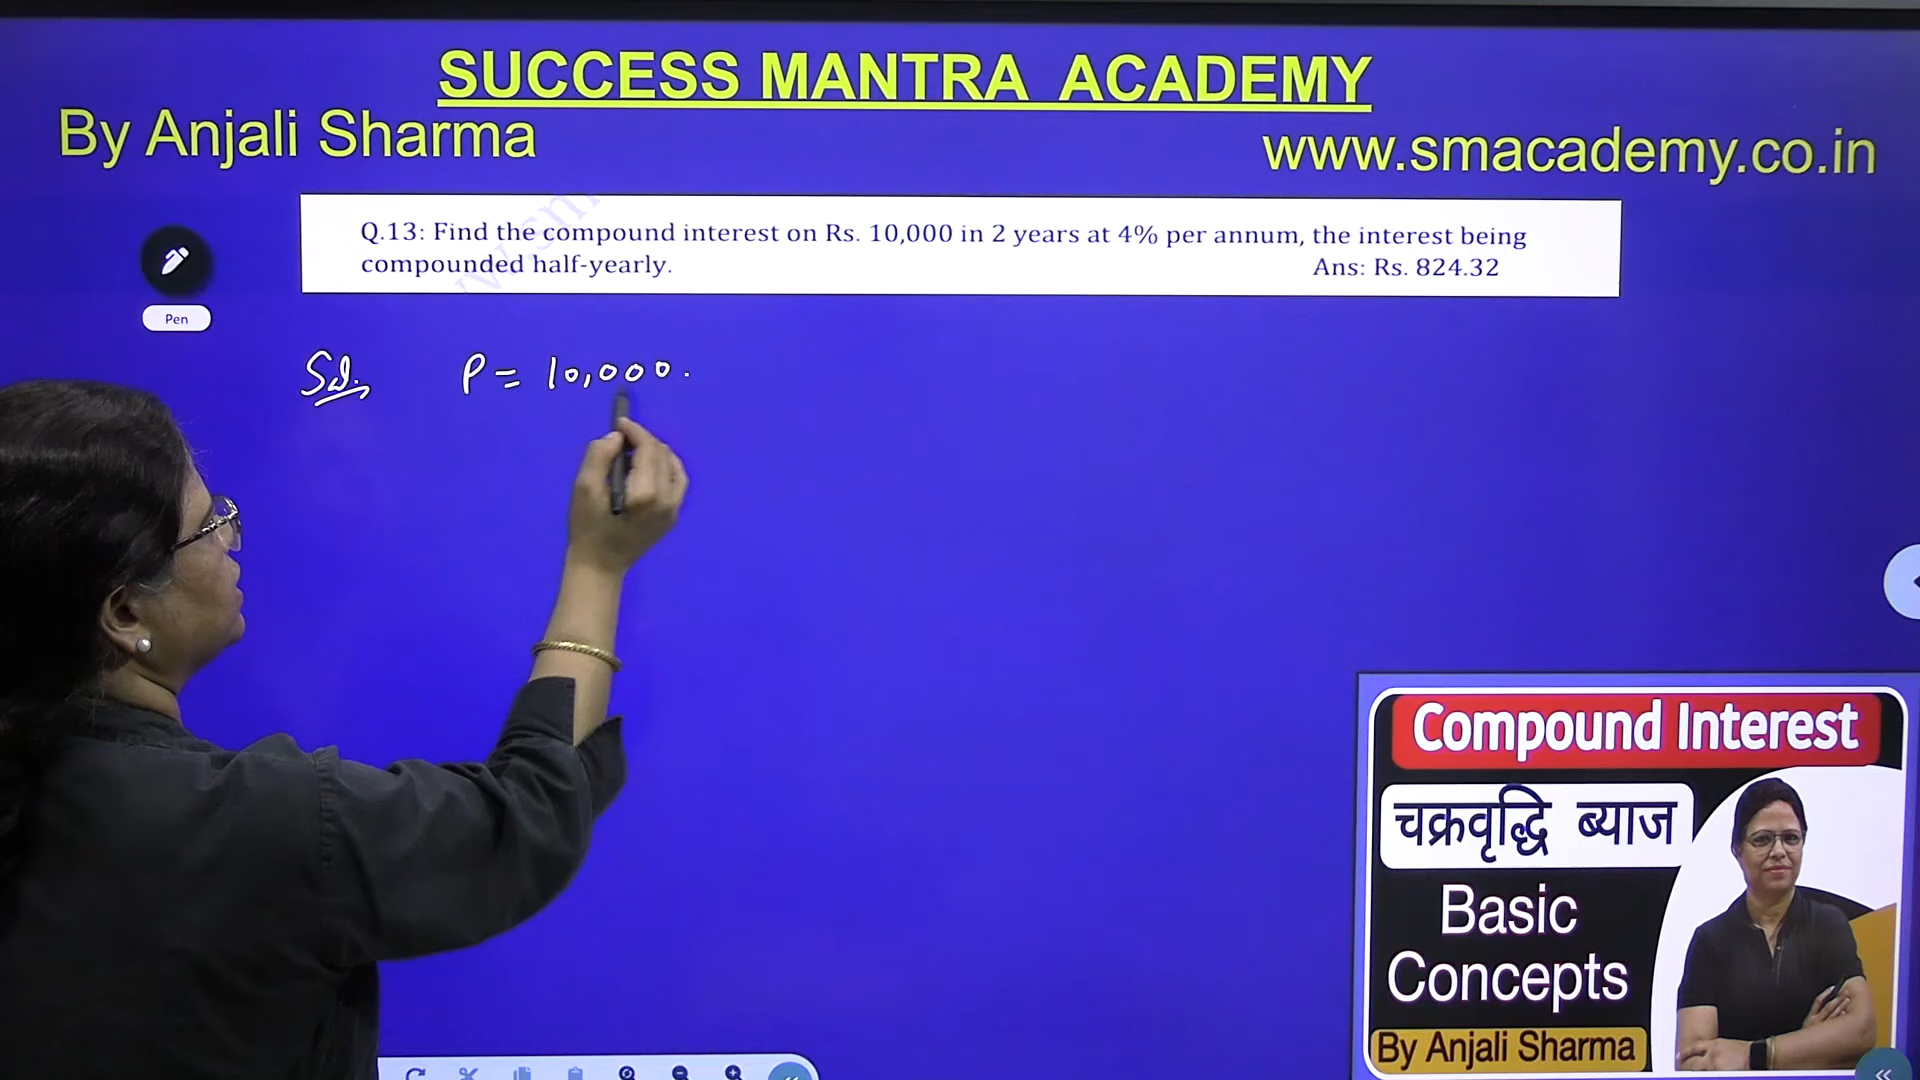 SUCCESS MANTRA ACADEMY
By Anjali Sharma
www.smacademy.co.in
Q.13: Find the compound interest on Rs. 10,000 in 2 years at 4% per annum, the interest being
compounded half-yearly. Ans: Rs. 824.32
Pen
Sol. P = 10,000.
Compound Interest
चक्रवृद्धि ब्याज
Basic
Concepts
By Anjali Sharma